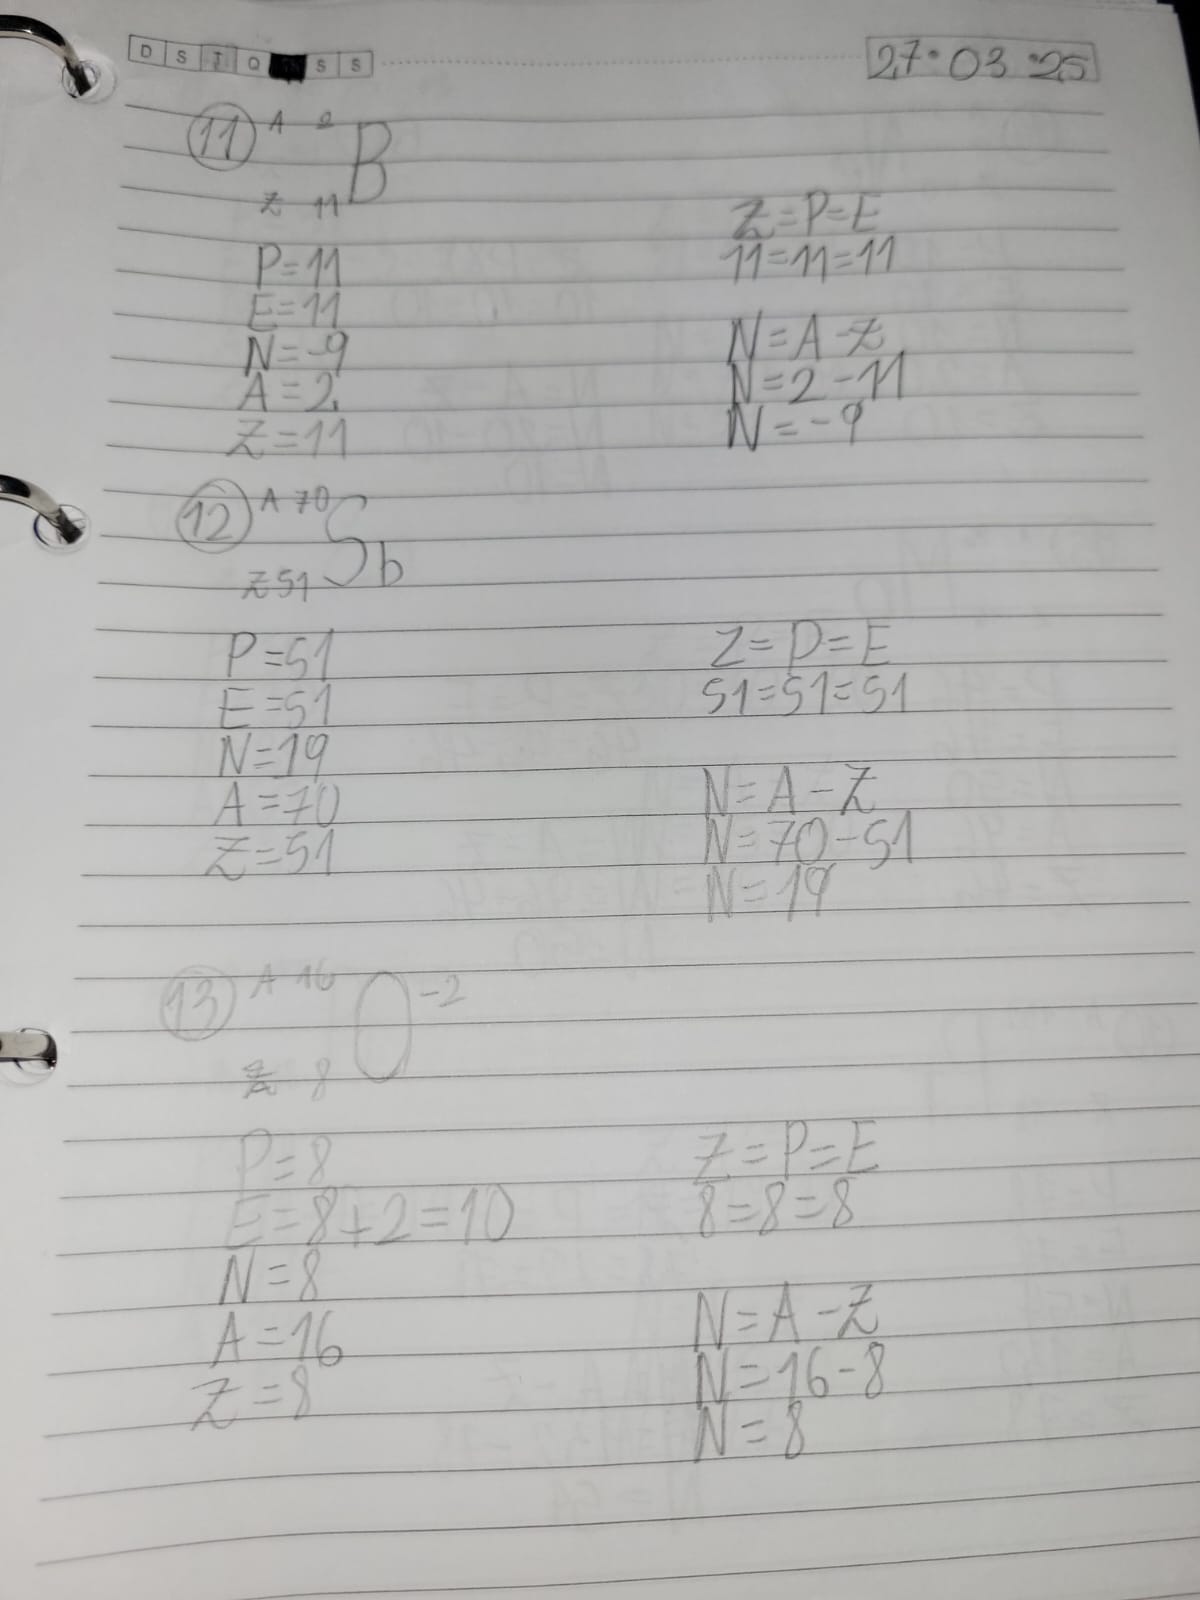 D S T Q S S 27·03·25
11 A 2 B
Z 11
Z=P=E
P=11 11=11=11
E=11
N=-9 N=A-Z
A=2 N=2-11
Z=11 N=-9
12 A 70 Sb
Z 51
P=51 Z=P=E
E=51 51=51=51
N=19
A=70 N=A-Z
Z=51 N=70-51
N=19
13 A 16 O -2
Z 8
P=8 Z=P=E
E=8+2=10 8=8=8
N=8
A=16 N=A-Z
Z=8 N=16-8
N=8